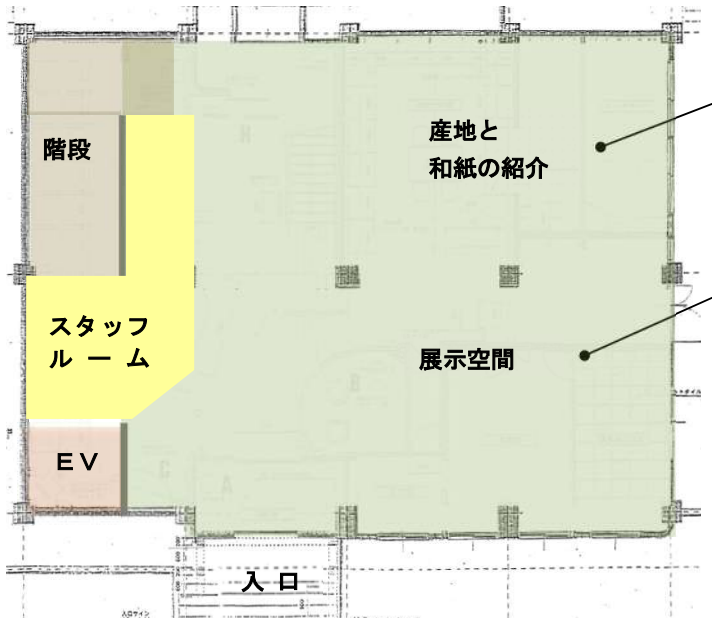 産地と
和紙の紹介
階段
スタッフ
ルーム
展示空間
EV
入口